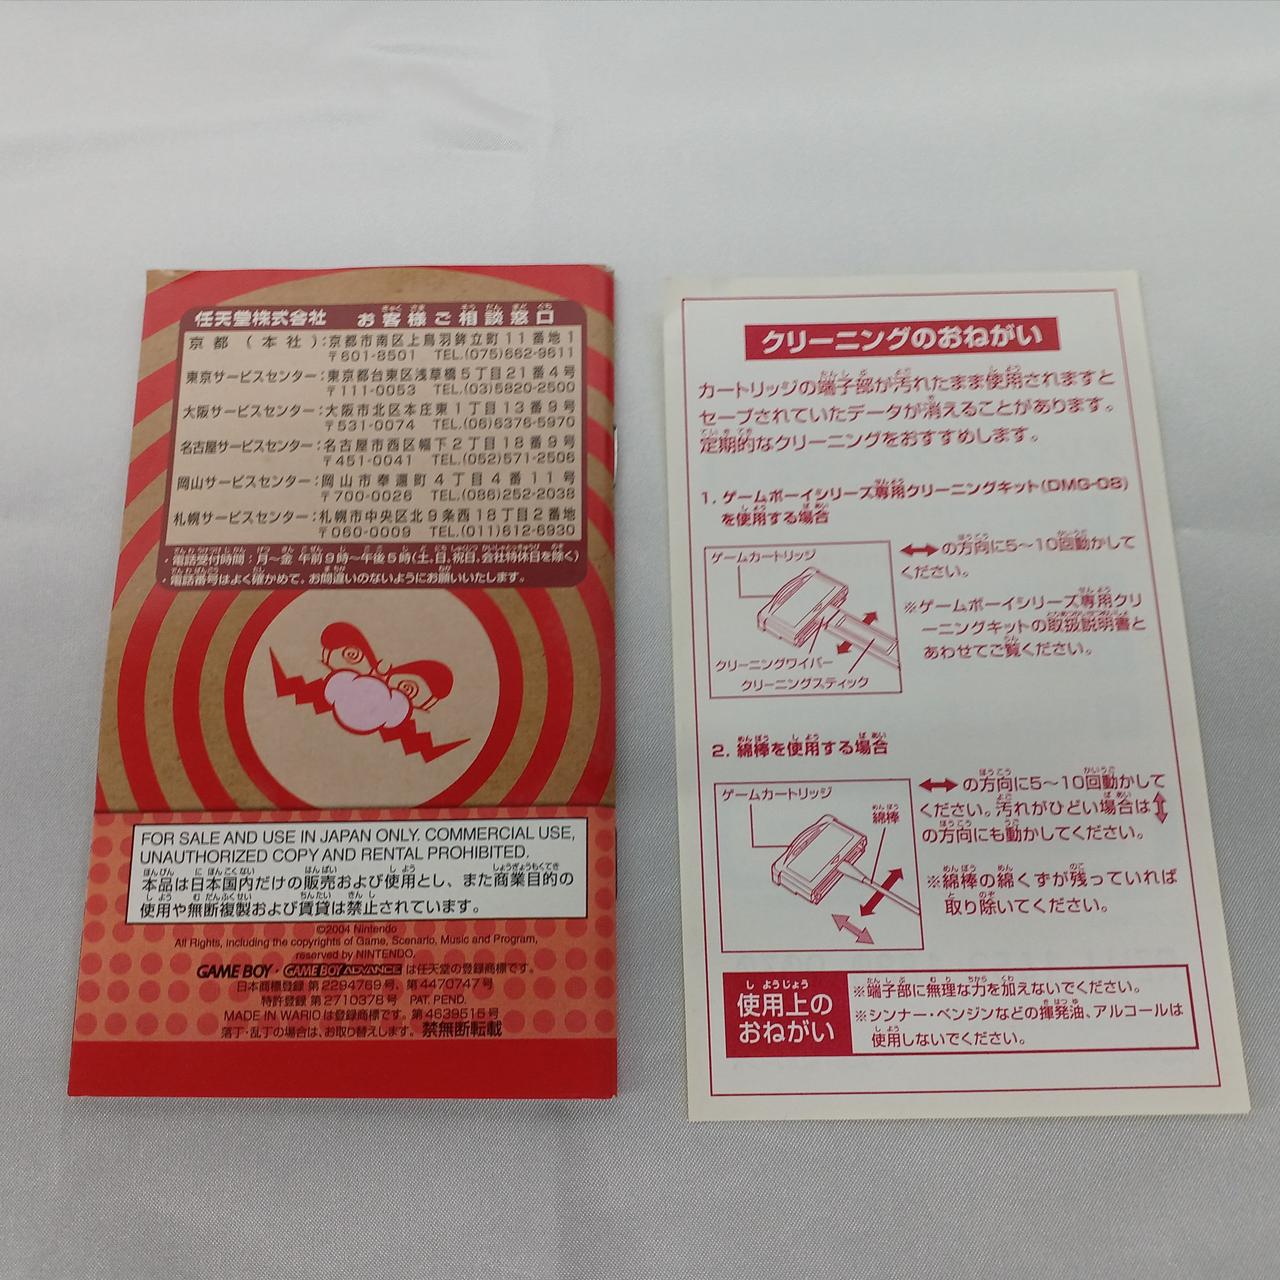 任天堂株式会社 お客様ご相談窓口
京都(本社):京都市南区上鳥羽鉾立町11番地1
〒601-8501 TEL.(075)662-9611
東京サービスセンター:東京都台東区浅草橋5丁目21番4号
〒111-0053 TEL.(03)5820-2500
大阪サービスセンター:大阪市北区本庄東1丁目13番9号
〒531-0074 TEL.(06)6376-5970
名古屋サービスセンター:名古屋市西区幅下2丁目18番9号
〒451-0041 TEL.(052)571-2506
岡山サービスセンター:岡山市奉還町4丁目4番11号
〒700-0026 TEL.(086)252-2038
札幌サービスセンター:札幌市中央区北9条西18丁目2番地
〒060-0009 TEL.(011)612-6930
・電話受付時間:月〜金 午前9時〜午後5時(土、日、祝日、会社特休日を除く)
・電話番号はよく確かめて、お間違いのないようにお願いいたします。
FOR SALE AND USE IN JAPAN ONLY. COMMERCIAL USE,
UNAUTHORIZED COPY AND RENTAL PROHIBITED.
本品は日本国内だけの販売および使用とし、また商業目的の
使用や無断複製および賃貸は禁止されています。
©2004 Nintendo
All Rights, including the copyrights of Game, Scenario, Music and Program,
reserved by NINTENDO.
GAME BOY・GAME BOY ADVANCE は任天堂の登録商標です。
日本商標登録 第2294769号、第4470747号
特許登録 第2710378号 PAT. PEND.
MADE IN WARIOは登録商標です。第4639515号
落丁・乱丁の場合は、お取り替えします。 禁無断転載
クリーニングのおねがい
カートリッジの端子部が汚れたまま使用されますと
セーブされていたデータが消えることがあります。
定期的なクリーニングをおすすめします。
1. ゲームボーイシリーズ専用クリーニングキット(DMG-08)
を使用する場合
ゲームカートリッジ
クリーニングワイパー
クリーニングスティック
↔の方向に5〜10回動かして
ください。
※ゲームボーイシリーズ専用クリ
ーニングキットの取扱説明書と
あわせてご覧ください。
2. 綿棒を使用する場合
ゲームカートリッジ
綿棒
↔の方向に5〜10回動かして
ください。汚れがひどい場合は↕
の方向にも動かしてください。
※綿棒の綿くずが残っていれば
取り除いてください。
使用上の
おねがい
※端子部に無理な力を加えないでください。
※シンナー・ベンジンなどの揮発油、アルコールは
使用しないでください。